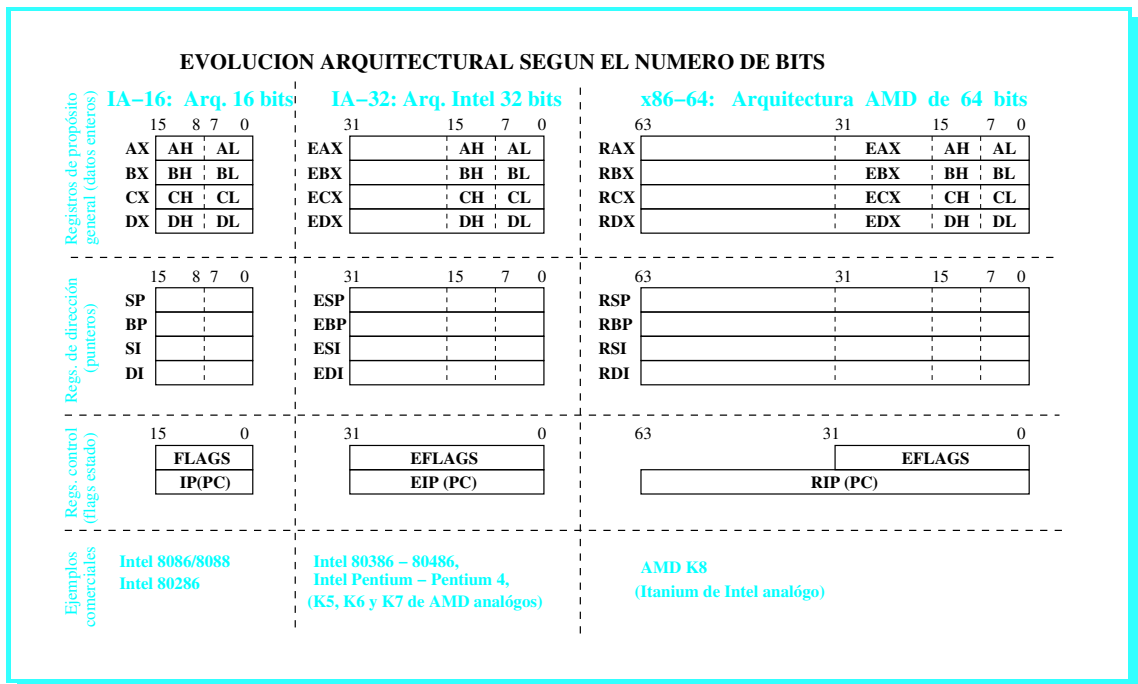 EVOLUCION ARQUITECTURAL SEGUN EL NUMERO DE BITS
IA−16: Arq. 16 bits
IA−32: Arq. Intel 32 bits
x86−64: Arquitectura AMD de 64 bits
Registros de propósito
general (datos enteros)
15 8 7 0
AX AH AL
BX BH BL
CX CH CL
DX DH DL
31 15 7 0
EAX AH AL
EBX BH BL
ECX CH CL
EDX DH DL
63 31 15 7 0
RAX EAX AH AL
RBX EBX BH BL
RCX ECX CH CL
RDX EDX DH DL
Regs. de dirección
(punteros)
15 8 7 0
SP
BP
SI
DI
31 15 7 0
ESP
EBP
ESI
EDI
63 31 15 7 0
RSP
RBP
RSI
RDI
Regs. control
(flags estado)
15 0
FLAGS
IP(PC)
31 0
EFLAGS
EIP (PC)
63 31 0
EFLAGS
RIP (PC)
Ejemplos
comerciales
Intel 8086/8088
Intel 80286
Intel 80386 − 80486,
Intel Pentium − Pentium 4,
(K5, K6 y K7 de AMD analógos)
AMD K8
(Itanium de Intel analógo)